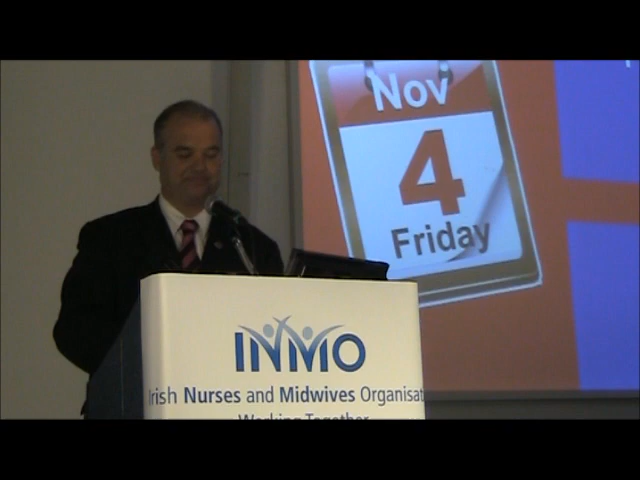 Nov
4
Friday
INMO
Irish Nurses and Midwives Organisat
Working Together